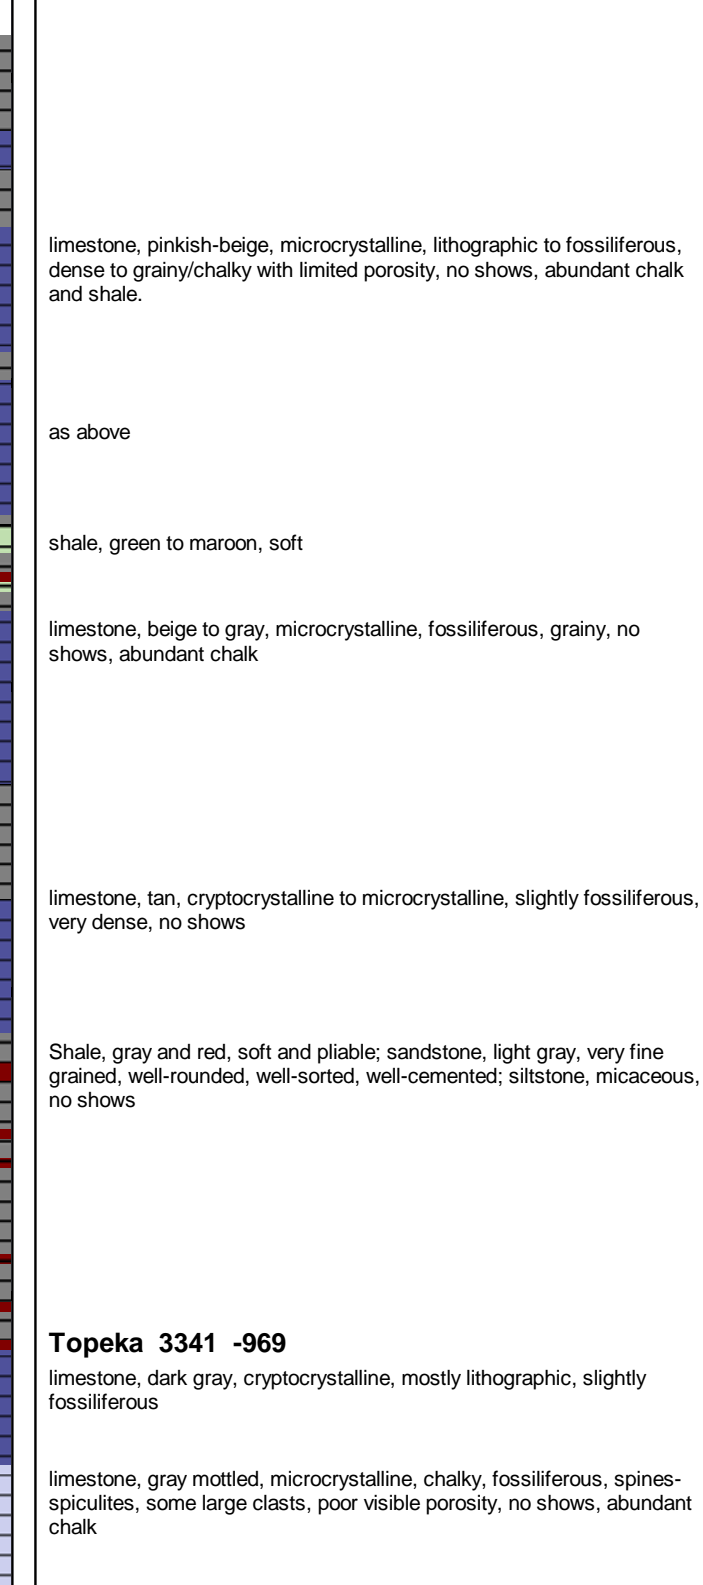 limestone, pinkish-beige, microcrystalline, lithographic to fossiliferous,
dense to grainy/chalky with limited porosity, no shows, abundant chalk
and shale.
as above
shale, green to maroon, soft
limestone, beige to gray, microcrystalline, fossiliferous, grainy, no
shows, abundant chalk
limestone, tan, cryptocrystalline to microcrystalline, slightly fossiliferous,
very dense, no shows
Shale, gray and red, soft and pliable; sandstone, light gray, very fine
grained, well-rounded, well-sorted, well-cemented; siltstone, micaceous,
no shows
Topeka 3341 -969
limestone, dark gray, cryptocrystalline, mostly lithographic, slightly
fossiliferous
limestone, gray mottled, microcrystalline, chalky, fossiliferous, spines-
spiculites, some large clasts, poor visible porosity, no shows, abundant
chalk